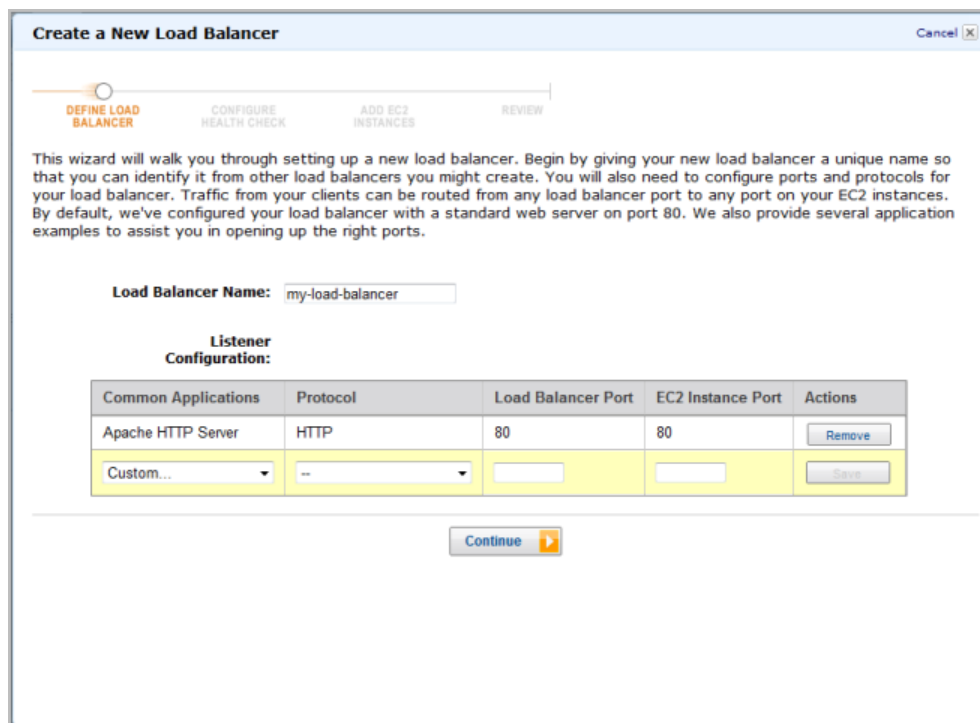 Create a New Load Balancer
Cancel
DEFINE LOAD
BALANCER
CONFIGURE
HEALTH CHECK
ADD EC2
INSTANCES
REVIEW
This wizard will walk you through setting up a new load balancer. Begin by giving your new load balancer a unique name so
that you can identify it from other load balancers you might create. You will also need to configure ports and protocols for
your load balancer. Traffic from your clients can be routed from any load balancer port to any port on your EC2 instances.
By default, we've configured your load balancer with a standard web server on port 80. We also provide several application
examples to assist you in opening up the right ports.
Load Balancer Name: my-load-balancer
Listener
Configuration:
Common Applications Protocol Load Balancer Port EC2 Instance Port Actions
Apache HTTP Server HTTP 80 80 Remove
Custom... -- Save
Continue